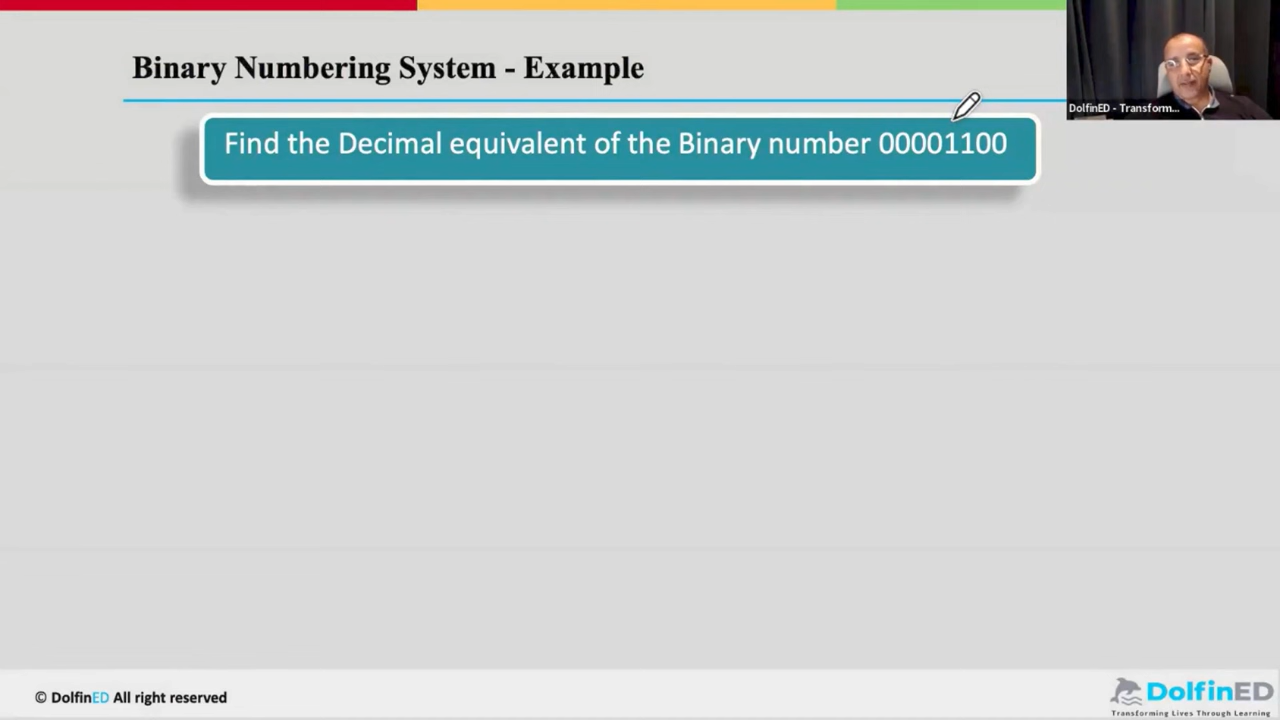 Binary Numbering System - Example
DolfinED - Transform...
Find the Decimal equivalent of the Binary number 00001100
© DolfinED All right reserved
DolfinED
Transforming Lives Through Learning